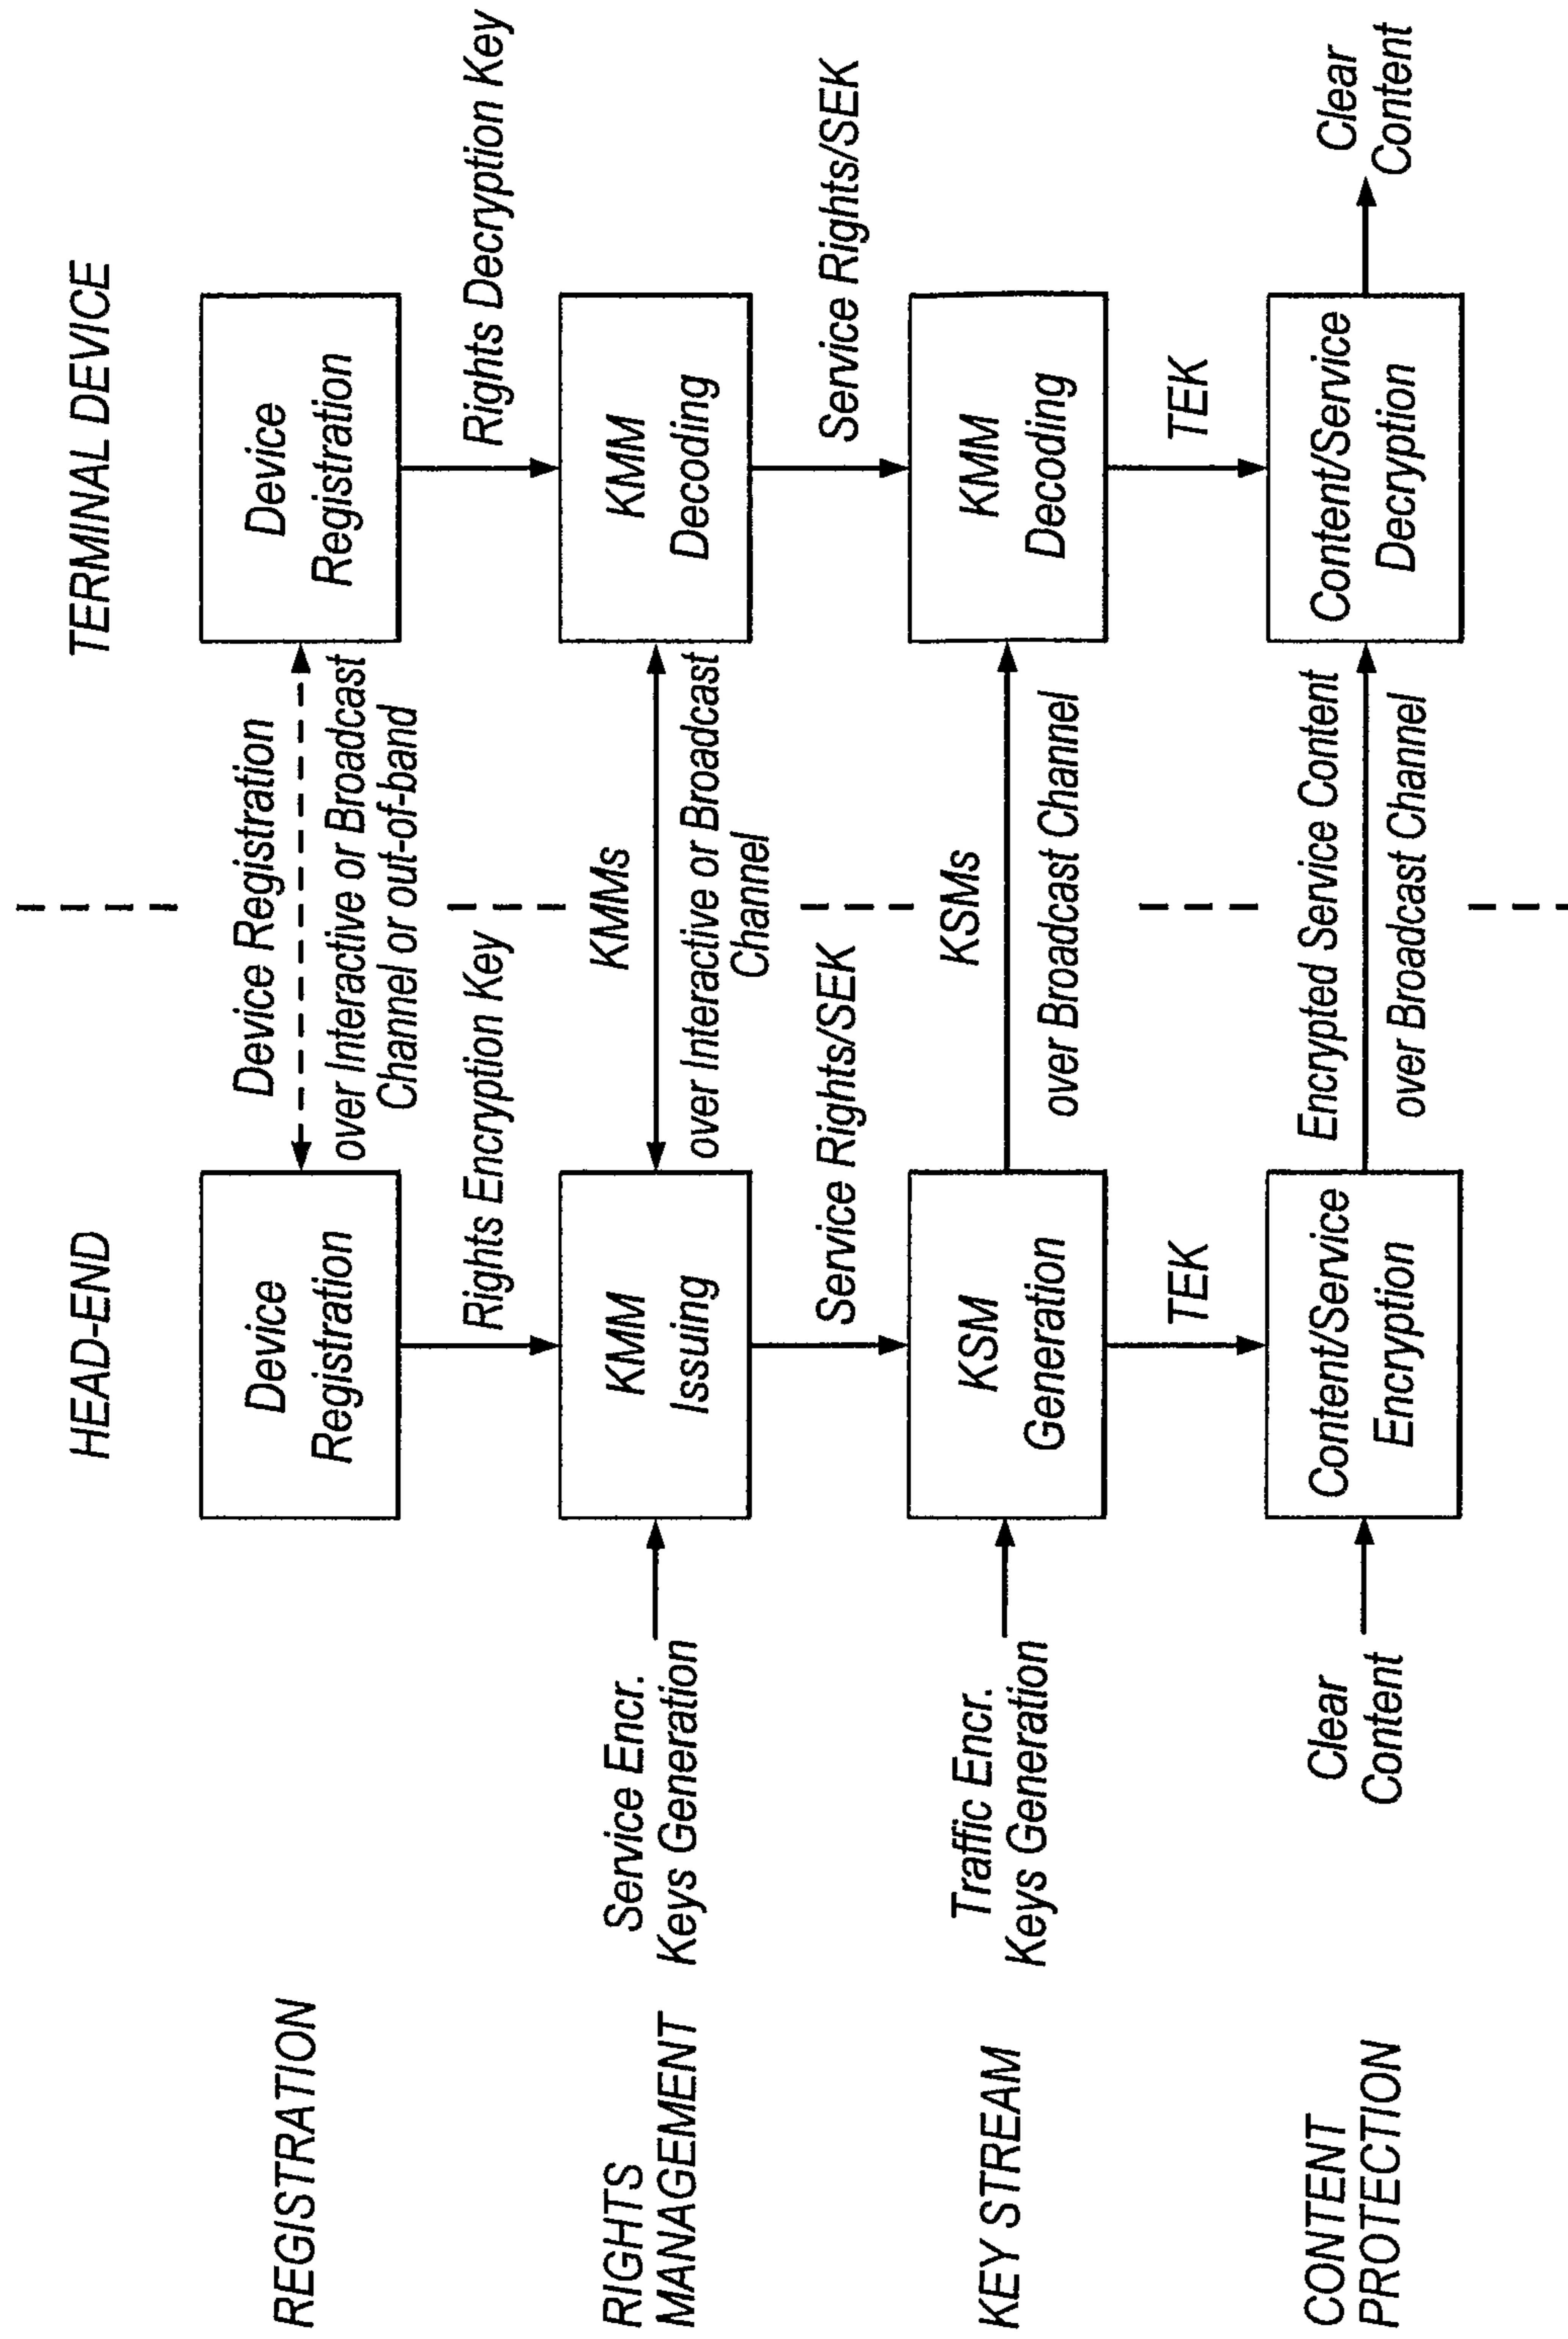 HEAD-END
TERMINAL DEVICE
REGISTRATION
Device
Registration
Device Registration
over Interactive or Broadcast
Channel or out-of-band
Device
Registration
Rights Encryption Key
Rights Decryption Key
RIGHTS
MANAGEMENT
Service Encr.
Keys Generation
KMM
Issuing
KMMs
over Interactive or Broadcast
Channel
KMM
Decoding
Service Rights/SEK
Service Rights/SEK
KEY STREAM
Traffic Encr.
Keys Generation
KSM
Generation
KSMs
over Broadcast Channel
KMM
Decoding
TEK
TEK
CONTENT
PROTECTION
Clear
Content
Content/Service
Encryption
Encrypted Service Content
over Broadcast Channel
Content/Service
Decryption
Clear
Content